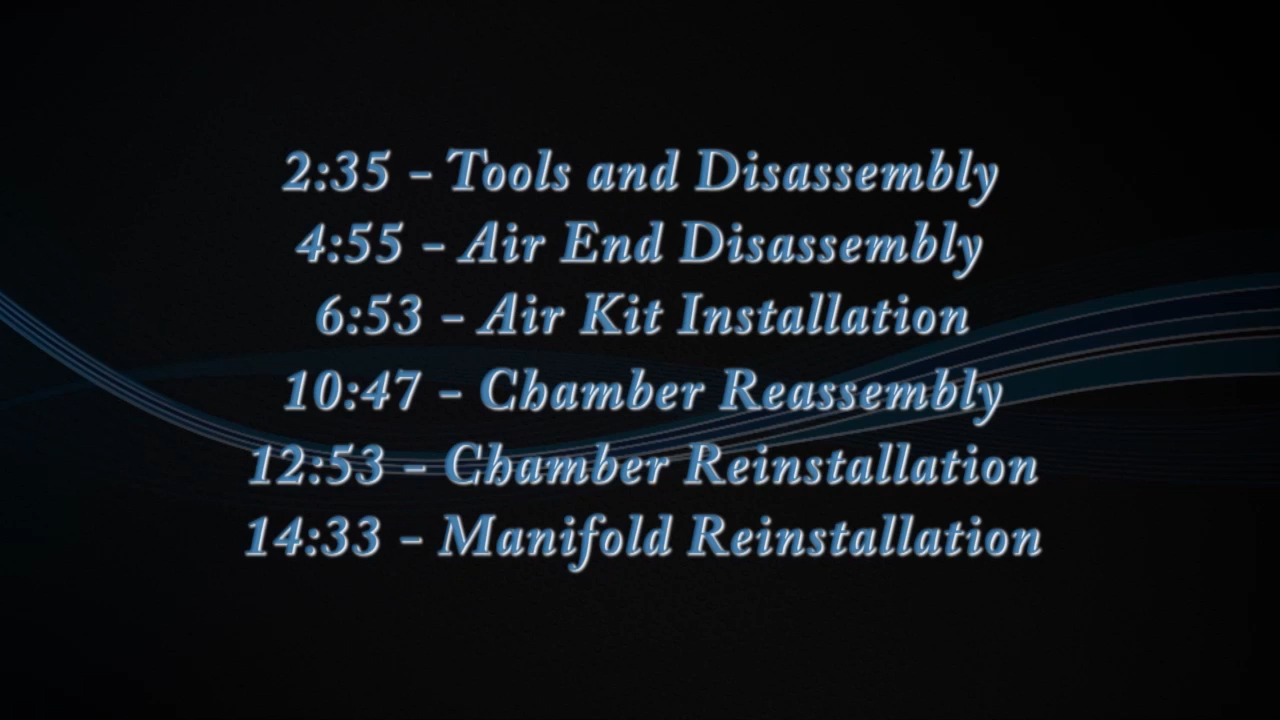 2:35 - Tools and Disassembly
4:55 - Air End Disassembly
6:53 - Air Kit Installation
10:47 - Chamber Reassembly
12:53 - Chamber Reinstallation
14:33 - Manifold Reinstallation